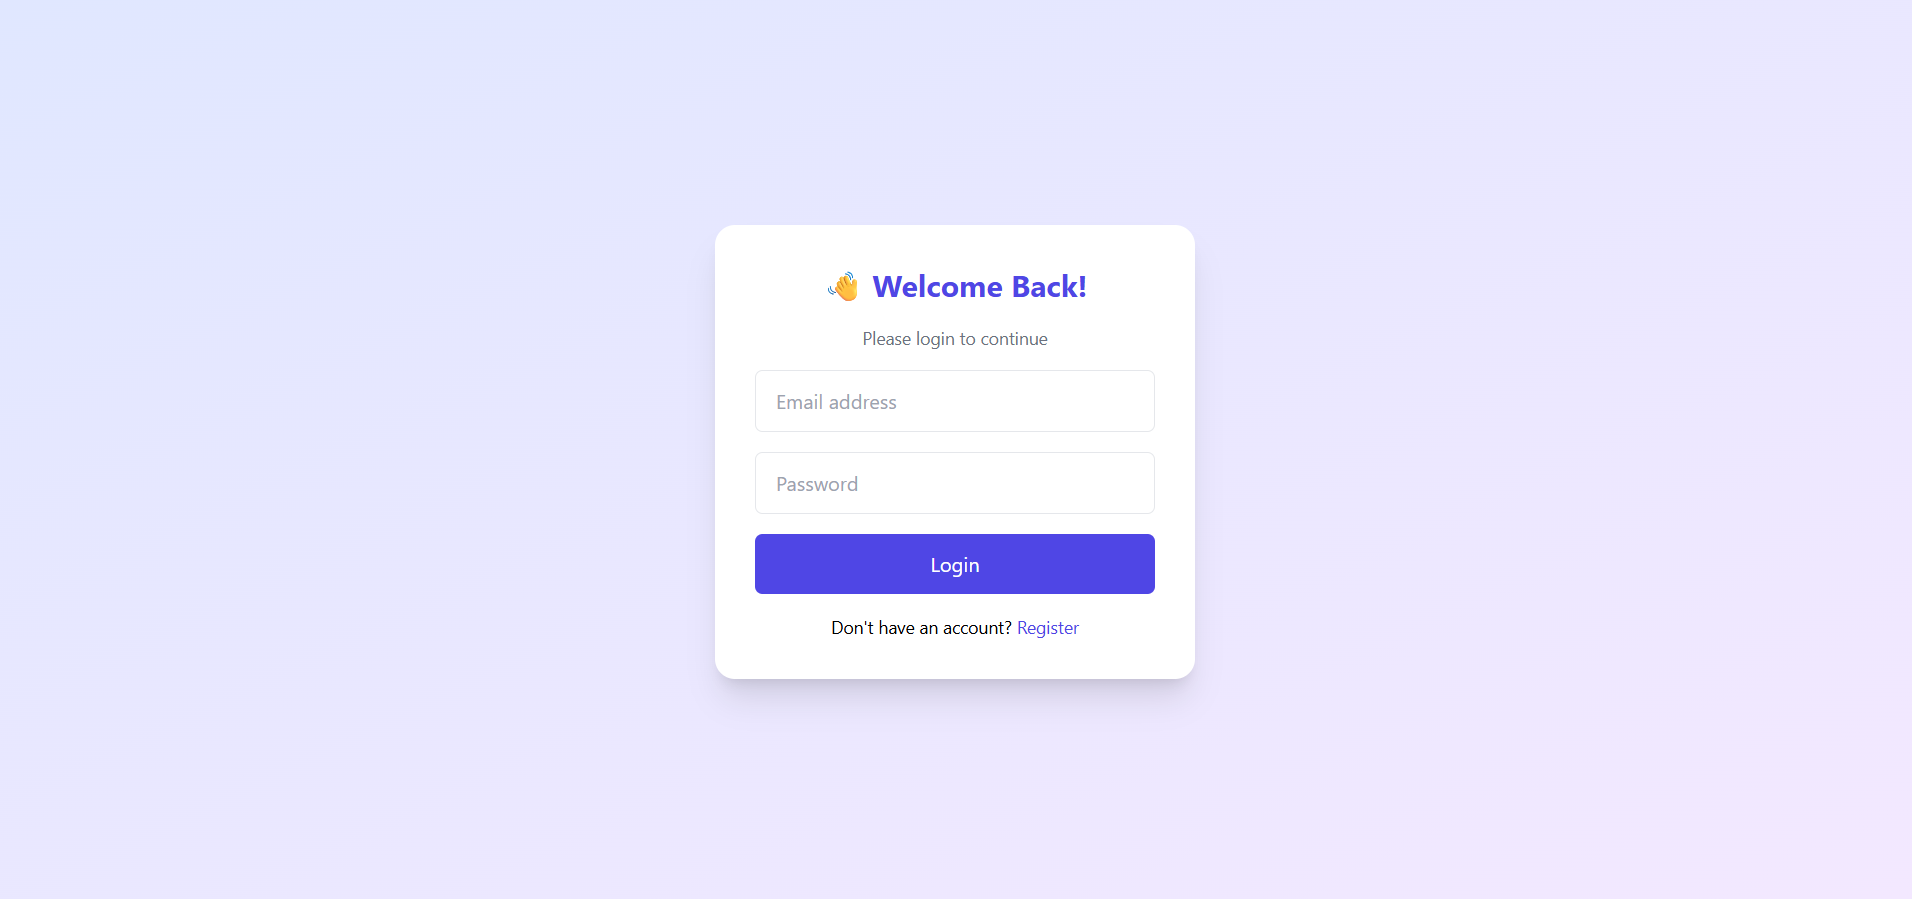 👋 Welcome Back!
Please login to continue
Email address
Password
Login
Don't have an account? Register